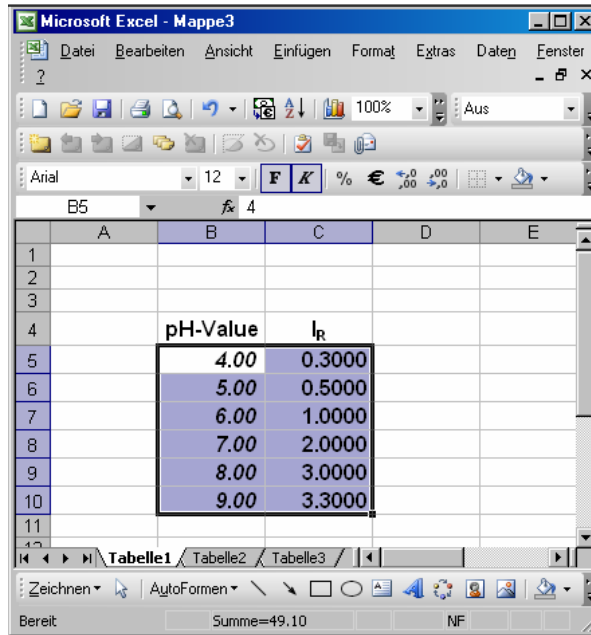 Microsoft Excel - Mappe3
Datei Bearbeiten Ansicht Einfügen Format Extras Daten Fenster
?
100% Aus
Arial 12 F K % € ,00 ,00
B5 fx 4
A B C D E
1
2
3
4 pH-Value IR
5 4.00 0.3000
6 5.00 0.5000
7 6.00 1.0000
8 7.00 2.0000
9 8.00 3.0000
10 9.00 3.3000
11
Tabelle1 Tabelle2 Tabelle3
Zeichnen AutoFormen
Bereit Summe=49.10 NF